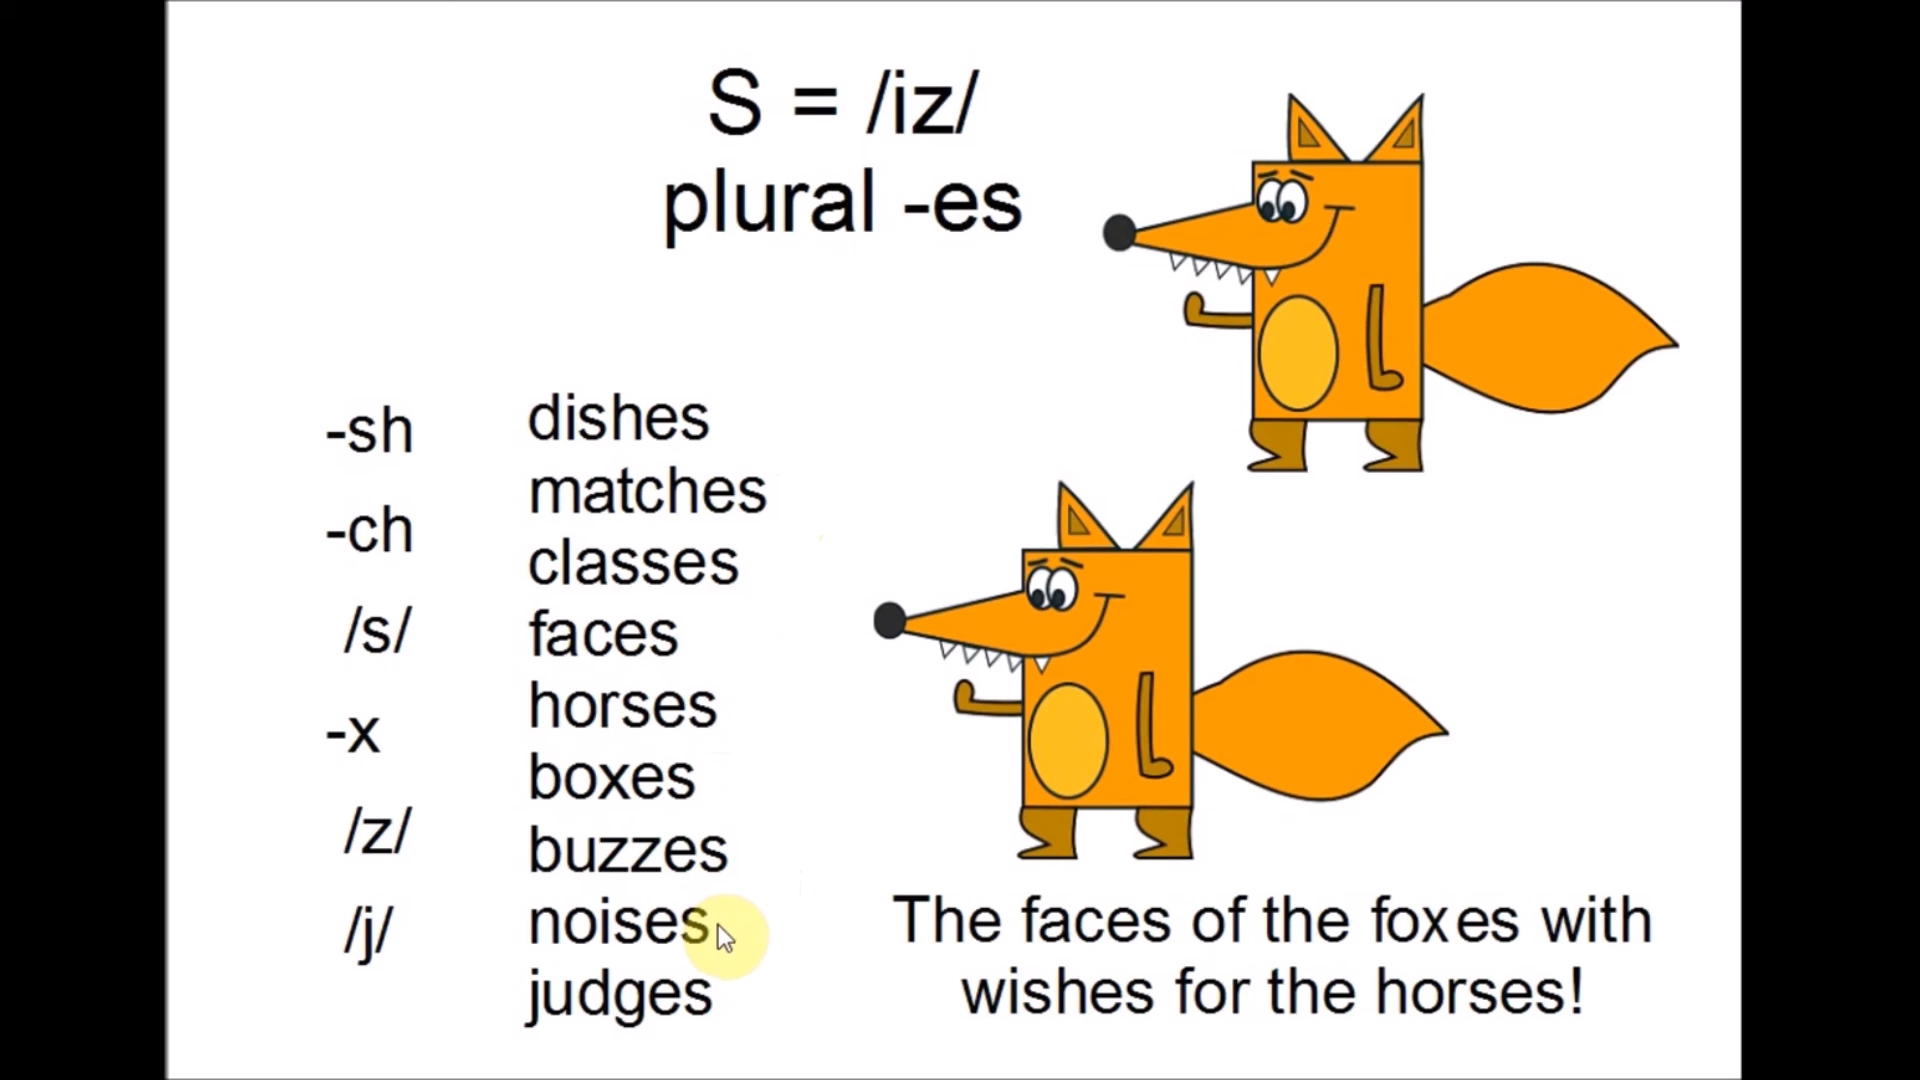 S = /iz/
plural -es
-sh
-ch
/s/
-x
/z/
/j/
dishes
matches
classes
faces
horses
boxes
buzzes
noises
judges
The faces of the foxes with
wishes for the horses!